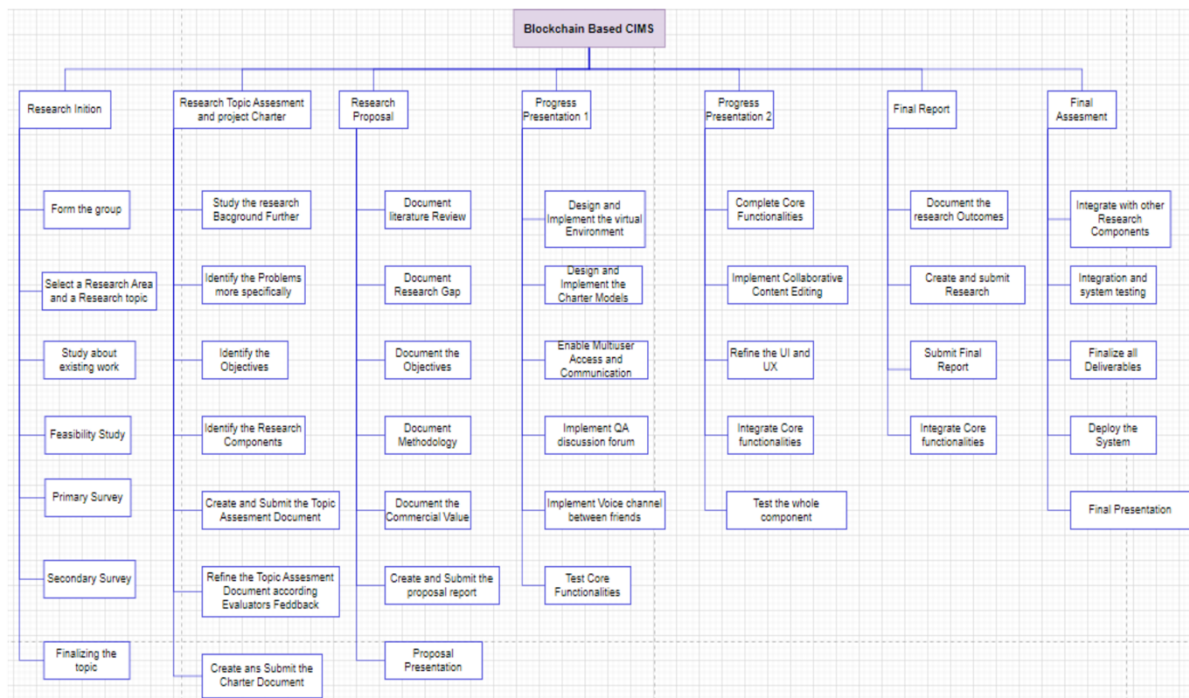 Blockchain Based CIMS
Research Inition
Research Topic Assesment
and project Charter
Research
Proposal
Progress
Presentation 1
Progress
Presentation 2
Final Report
Final
Assesment
Form the group
Select a Research Area
and a Research topic
Study about
existing work
Feasibility Study
Primary Survey
Secondary Survey
Finalizing the
topic
Study the research
Bacground Further
Identify the Problems
more specifically
Identify the
Objectives
Identify the Research
Components
Create and Submit the Topic
Assesment Document
Refine the Topic Assesment
Document according
Evaluators Feddback
Create ans Submit the
Charter Document
Document
literature Review
Document
Research Gap
Document the
Objectives
Document
Methodology
Document the
Commercial Value
Create and Submit the
proposal report
Proposal
Presentation
Design and
Implement the virtual
Environment
Design and
Implement the
Charter Models
Enable Multiuser
Access and
Communication
Implement QA
discussion forum
Implement Voice channel
between friends
Test Core
Functionalities
Complete Core
Functionalities
Implement Collaborative
Content Editing
Refine the UI and
UX
Integrate Core
functionalities
Test the whole
component
Document the
research Outcomes
Create and submit
Research
Submit Final
Report
Integrate Core
functionalities
Integrate with other
Research
Components
Integration and
system testing
Finalize all
Deliverables
Deploy the
System
Final Presentation